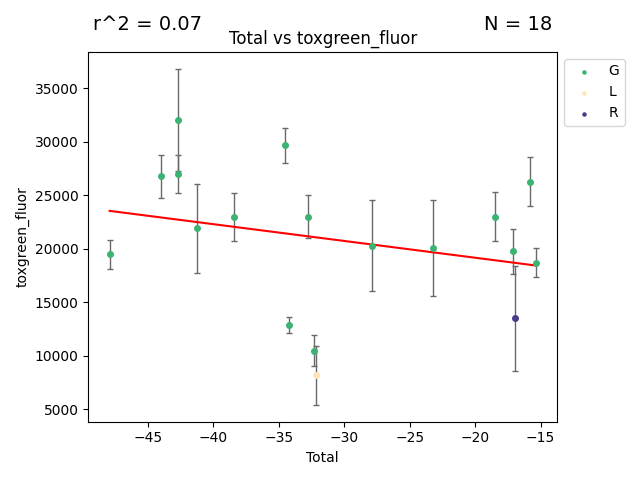 r^2 = 0.07
N = 18
Total vs toxgreen_fluor
G
L
R
35000
30000
25000
20000
15000
10000
5000
toxgreen_fluor
−45
−40
−35
−30
−25
−20
−15
Total